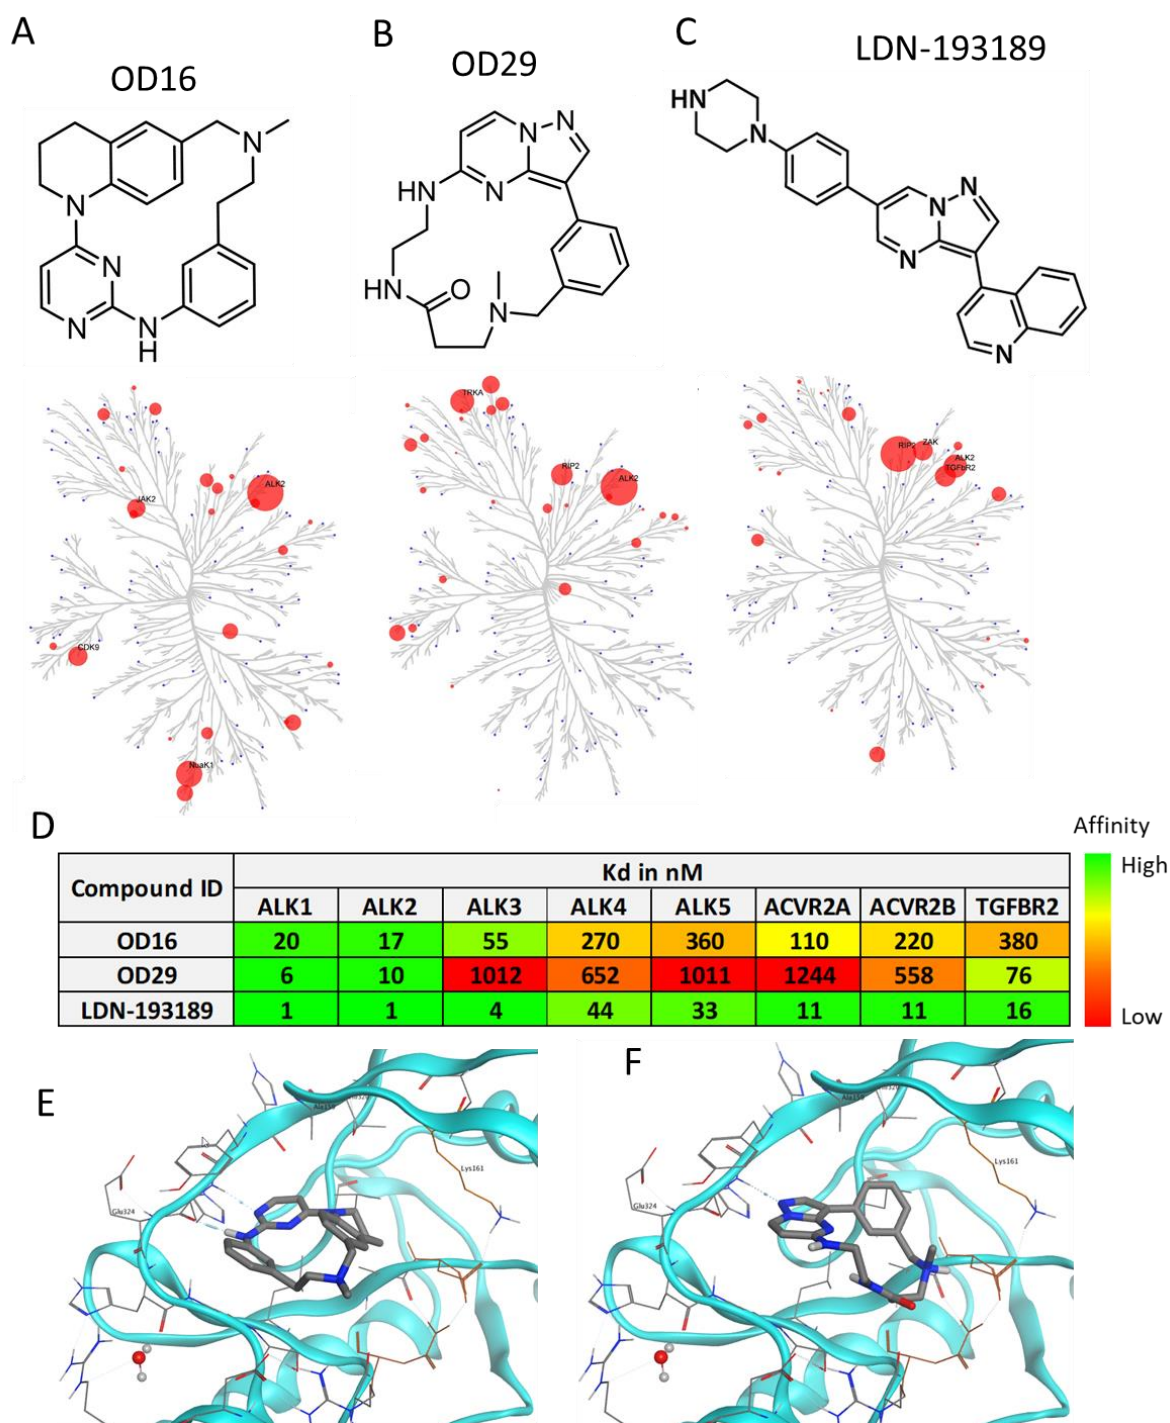 A
B
C
OD16
OD29
LDN-193189
N
N
N
N
N
H
N
N
N
HN
HN
O
N
HN
N
N
N
N
N
JAK2
ALK2
CDK9
NuaK1
TRKA
RIP2
ALK2
RIP2
ZAK
ALK2
TGFbR2
D
Affinity
High
Low
Compound ID
Kd in nM
ALK1 ALK2 ALK3 ALK4 ALK5 ACVR2A ACVR2B TGFBR2
OD16 20 17 55 270 360 110 220 380
OD29 6 10 1012 652 1011 1244 558 76
LDN-193189 1 1 4 44 33 11 11 16
E
Lys161
Glu324
F
Lys161
Glu324